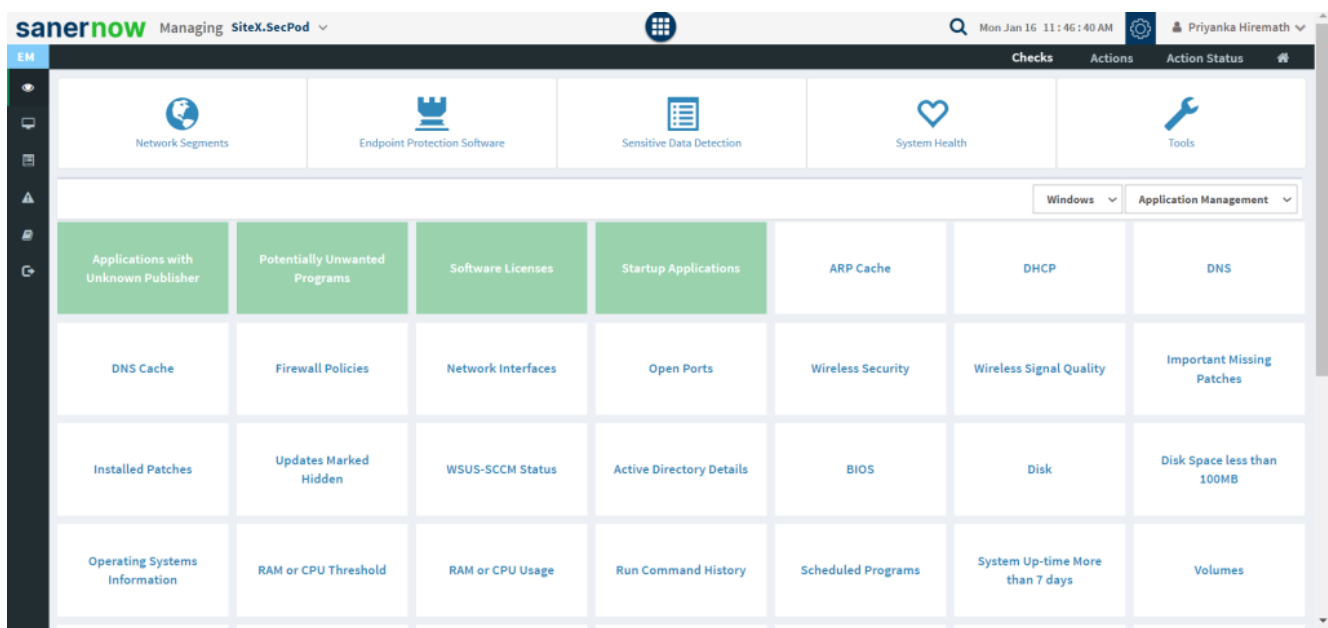 sanernow Managing SiteX.SecPod Mon Jan 16 11:46:40 AM Priyanka Hiremath
EM Checks Actions Action Status
Network Segments Endpoint Protection Software Sensitive Data Detection System Health Tools
Windows Application Management
Applications with Unknown Publisher
Potentially Unwanted Programs
Software Licenses
Startup Applications
ARP Cache
DHCP
DNS
DNS Cache
Firewall Policies
Network Interfaces
Open Ports
Wireless Security
Wireless Signal Quality
Important Missing Patches
Installed Patches
Updates Marked Hidden
WSUS-SCCM Status
Active Directory Details
BIOS
Disk
Disk Space less than 100MB
Operating Systems Information
RAM or CPU Threshold
RAM or CPU Usage
Run Command History
Scheduled Programs
System Up-time More than 7 days
Volumes